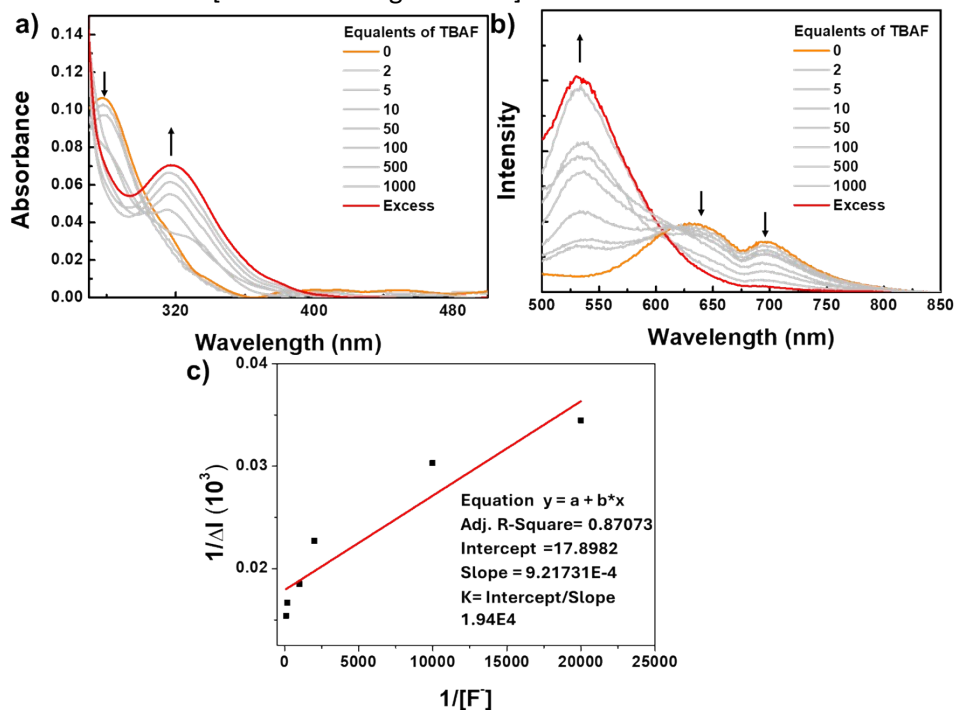 a)
0.14
0.12
0.10
0.08
0.06
0.04
0.02
0.00
Absorbance
320
400
480
Wavelength (nm)
Equalents of TBAF
0
2
5
10
50
100
500
1000
Excess
b)
Intensity
500
550
600
650
700
750
800
850
Wavelength (nm)
Equalents of TBAF
0
2
5
10
50
100
500
1000
Excess
c)
0.04
0.03
0.02
1/ΔI (10³)
0
5000
10000
15000
20000
25000
1/[F⁻]
Equation y = a + b*x
Adj. R-Square= 0.87073
Intercept =17.8982
Slope = 9.21731E-4
K= Intercept/Slope
1.94E4